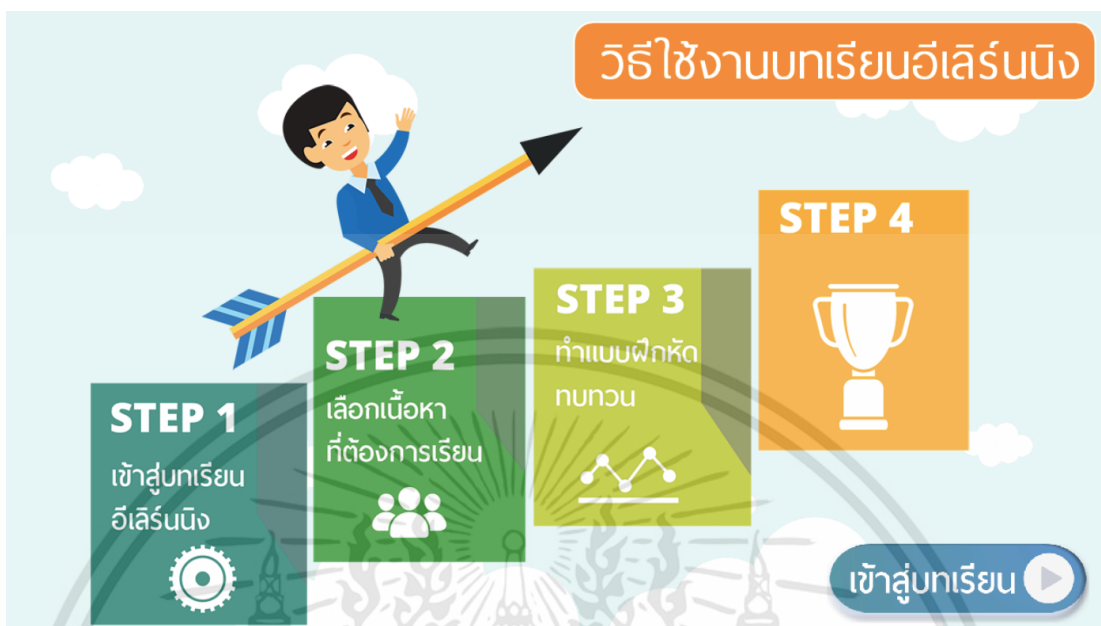 วิธีใช้งานบทเรียนอีเลิร์นนิง
STEP 1
เข้าสู่บทเรียน
อีเลิร์นนิง
STEP 2
เลือกเนื้อหา
ที่ต้องการเรียน
STEP 3
ทำแบบฝึกหัด
ทบทวน
STEP 4
เข้าสู่บทเรียน